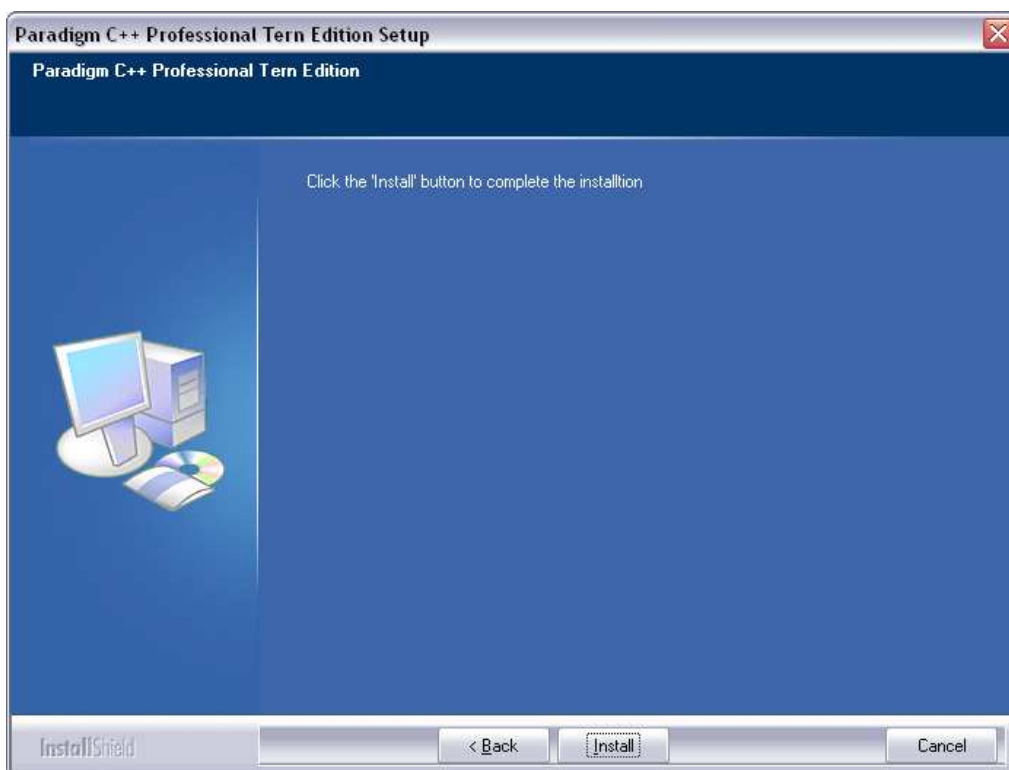 Paradigm C++ Professional Tern Edition Setup
Paradigm C++ Professional Tern Edition
Click the 'Install' button to complete the installtion
InstallShield
< Back
Install
Cancel